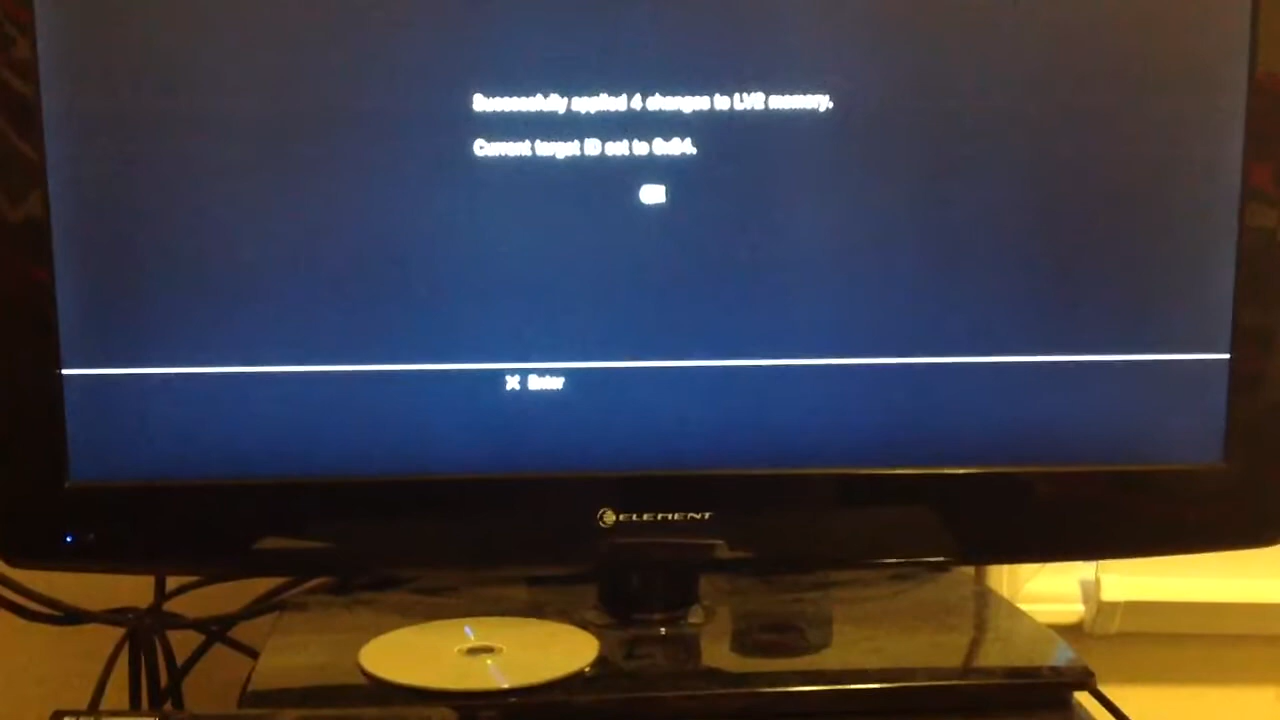 Successfully applied 4 changes to LV2 memory.
Current target ID set to 0x84.
OK
Enter
ELEMENT